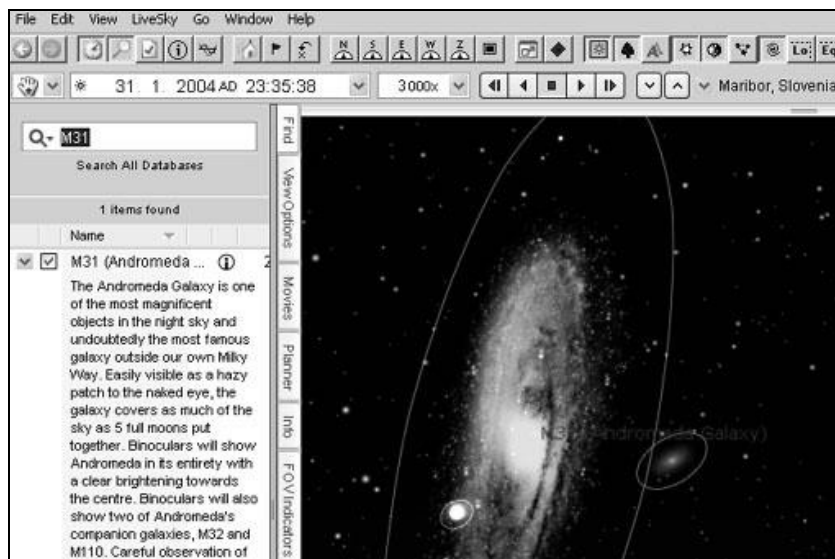 File Edit View LiveSky Go Window Help
N S E W Z Lo Eq
31. 1. 2004 AD 23:35:38 3000x Maribor, Slovenia
M31
Search All Databases
1 items found
Name
M31 (Andromeda ... 2
The Andromeda Galaxy is one
of the most magnificent
objects in the night sky and
undoubtedly the most famous
galaxy outside our own Milky
Way. Easily visible as a hazy
patch to the naked eye, the
galaxy covers as much of the
sky as 5 full moons put
together. Binoculars will show
Andromeda in its entirety with
a clear brightening towards
the centre. Binoculars will also
show two of Andromeda's
companion galaxies, M32 and
M110. Careful observation of
Find
View Options
Movies
Planner
Info
FOV Indicators
M31 (Andromeda Galaxy)